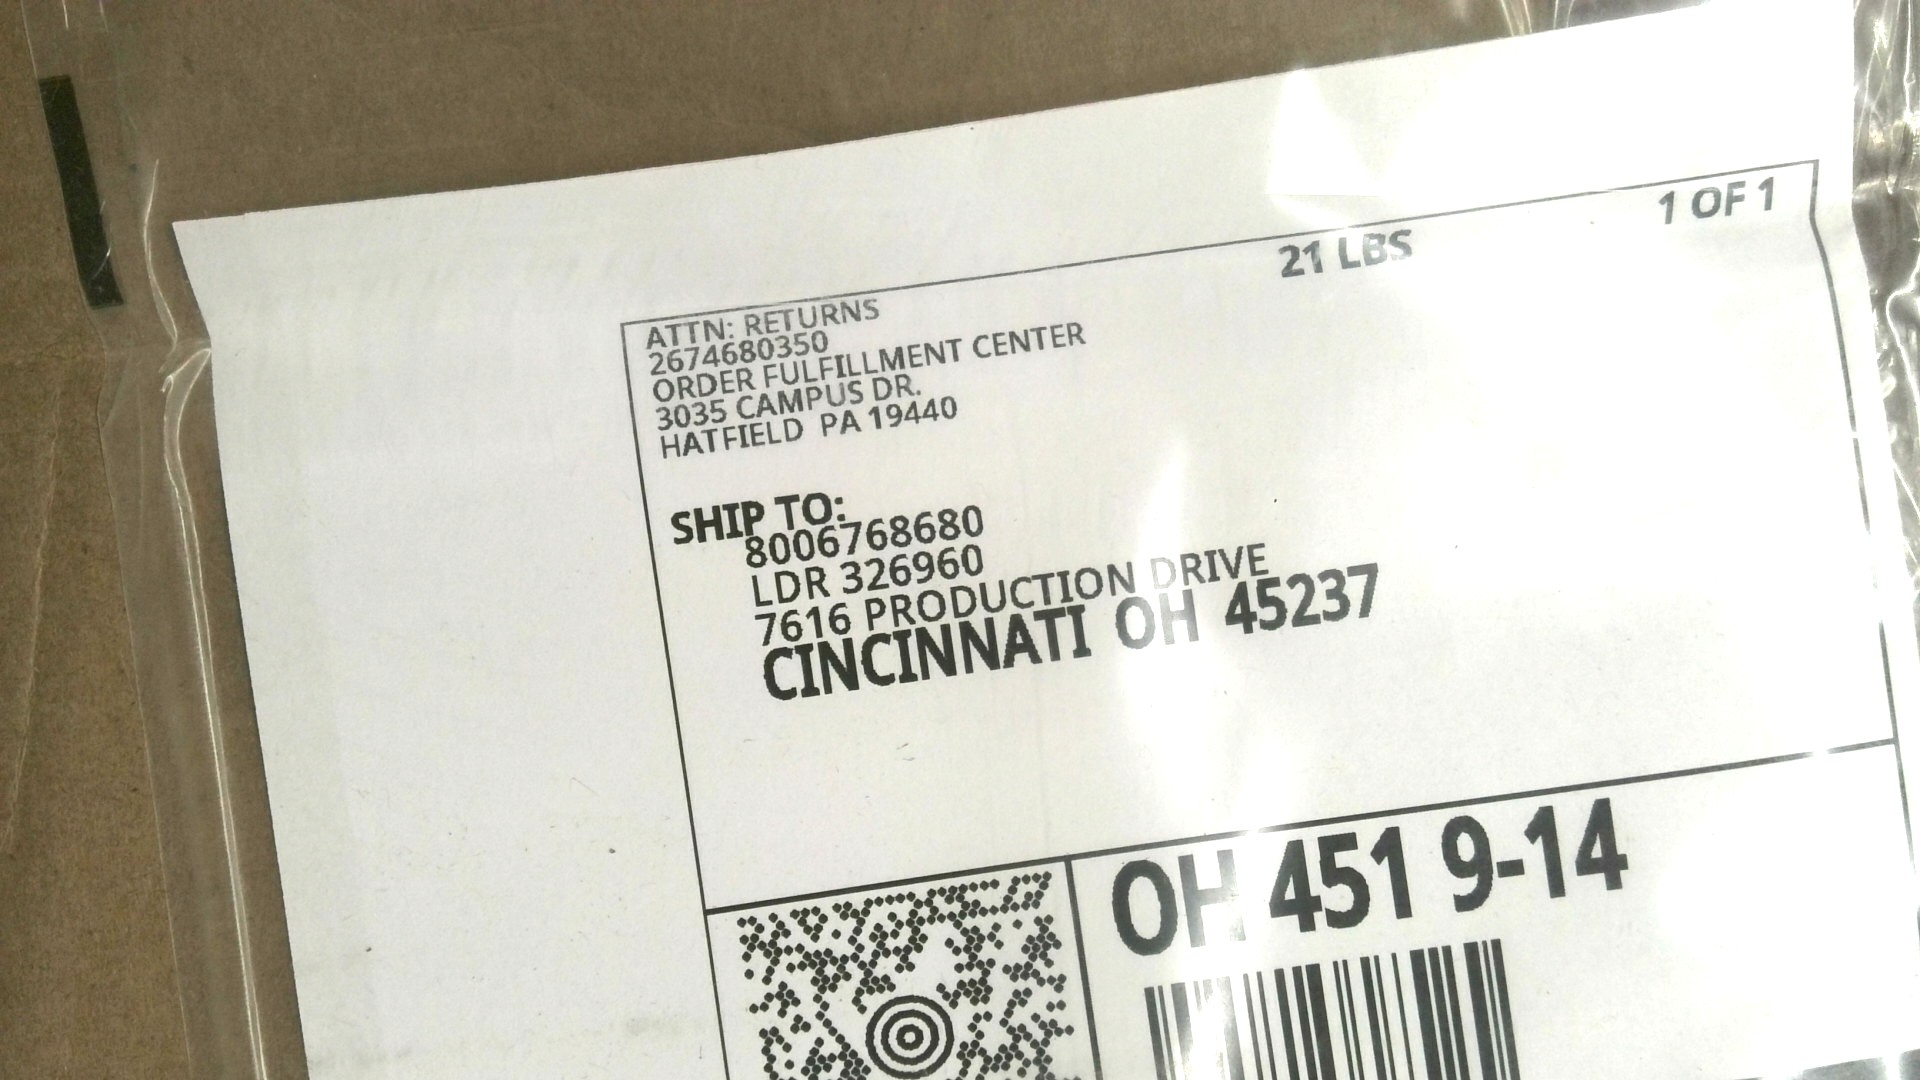 1 OF 1
21 LBS
ATTN: RETURNS
2674680350
ORDER FULFILLMENT CENTER
3035 CAMPUS DR.
HATFIELD PA 19440
SHIP TO:
8006768680
LDR 326960
7616 PRODUCTION DRIVE
CINCINNATI OH 45237
OH 451 9-14